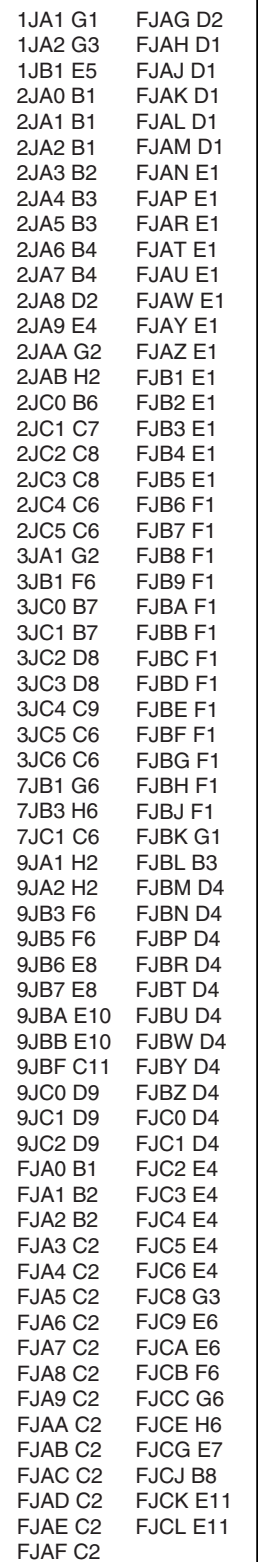 1JA1 G1
1JA2 G3
1JB1 E5
2JA0 B1
2JA1 B1
2JA2 B1
2JA3 B2
2JA4 B3
2JA5 B3
2JA6 B4
2JA7 B4
2JA8 D2
2JA9 E4
2JAA G2
2JAB H2
2JC0 B6
2JC1 C7
2JC2 C8
2JC3 C8
2JC4 C6
2JC5 C6
3JA1 G2
3JB1 F6
3JC0 B7
3JC1 B7
3JC2 D8
3JC3 D8
3JC4 C9
3JC5 C6
3JC6 C6
7JB1 G6
7JB3 H6
7JC1 C6
9JA1 H2
9JA2 H2
9JB3 F6
9JB5 F6
9JB6 E8
9JB7 E8
9JBA E10
9JBB E10
9JBF C11
9JC0 D9
9JC1 D9
9JC2 D9
FJA0 B1
FJA1 B2
FJA2 B2
FJA3 C2
FJA4 C2
FJA5 C2
FJA6 C2
FJA7 C2
FJA8 C2
FJA9 C2
FJAA C2
FJAB C2
FJAC C2
FJAD C2
FJAE C2
FJAF C2
FJAG D2
FJAH D1
FJAJ D1
FJAK D1
FJAL D1
FJAM D1
FJAN E1
FJAP E1
FJAR E1
FJAT E1
FJAU E1
FJAW E1
FJAY E1
FJAZ E1
FJB1 E1
FJB2 E1
FJB3 E1
FJB4 E1
FJB5 E1
FJB6 F1
FJB7 F1
FJB8 F1
FJB9 F1
FJBA F1
FJBB F1
FJBC F1
FJBD F1
FJBE F1
FJBF F1
FJBG F1
FJBH F1
FJBJ F1
FJBK G1
FJBL B3
FJBM D4
FJBN D4
FJBP D4
FJBR D4
FJBT D4
FJBU D4
FJBW D4
FJBY D4
FJBZ D4
FJC0 D4
FJC1 D4
FJC2 E4
FJC3 E4
FJC4 E4
FJC5 E4
FJC6 E4
FJC8 G3
FJC9 E6
FJCA E6
FJCB F6
FJCC G6
FJCE H6
FJCG E7
FJCJ B8
FJCK E11
FJCL E11